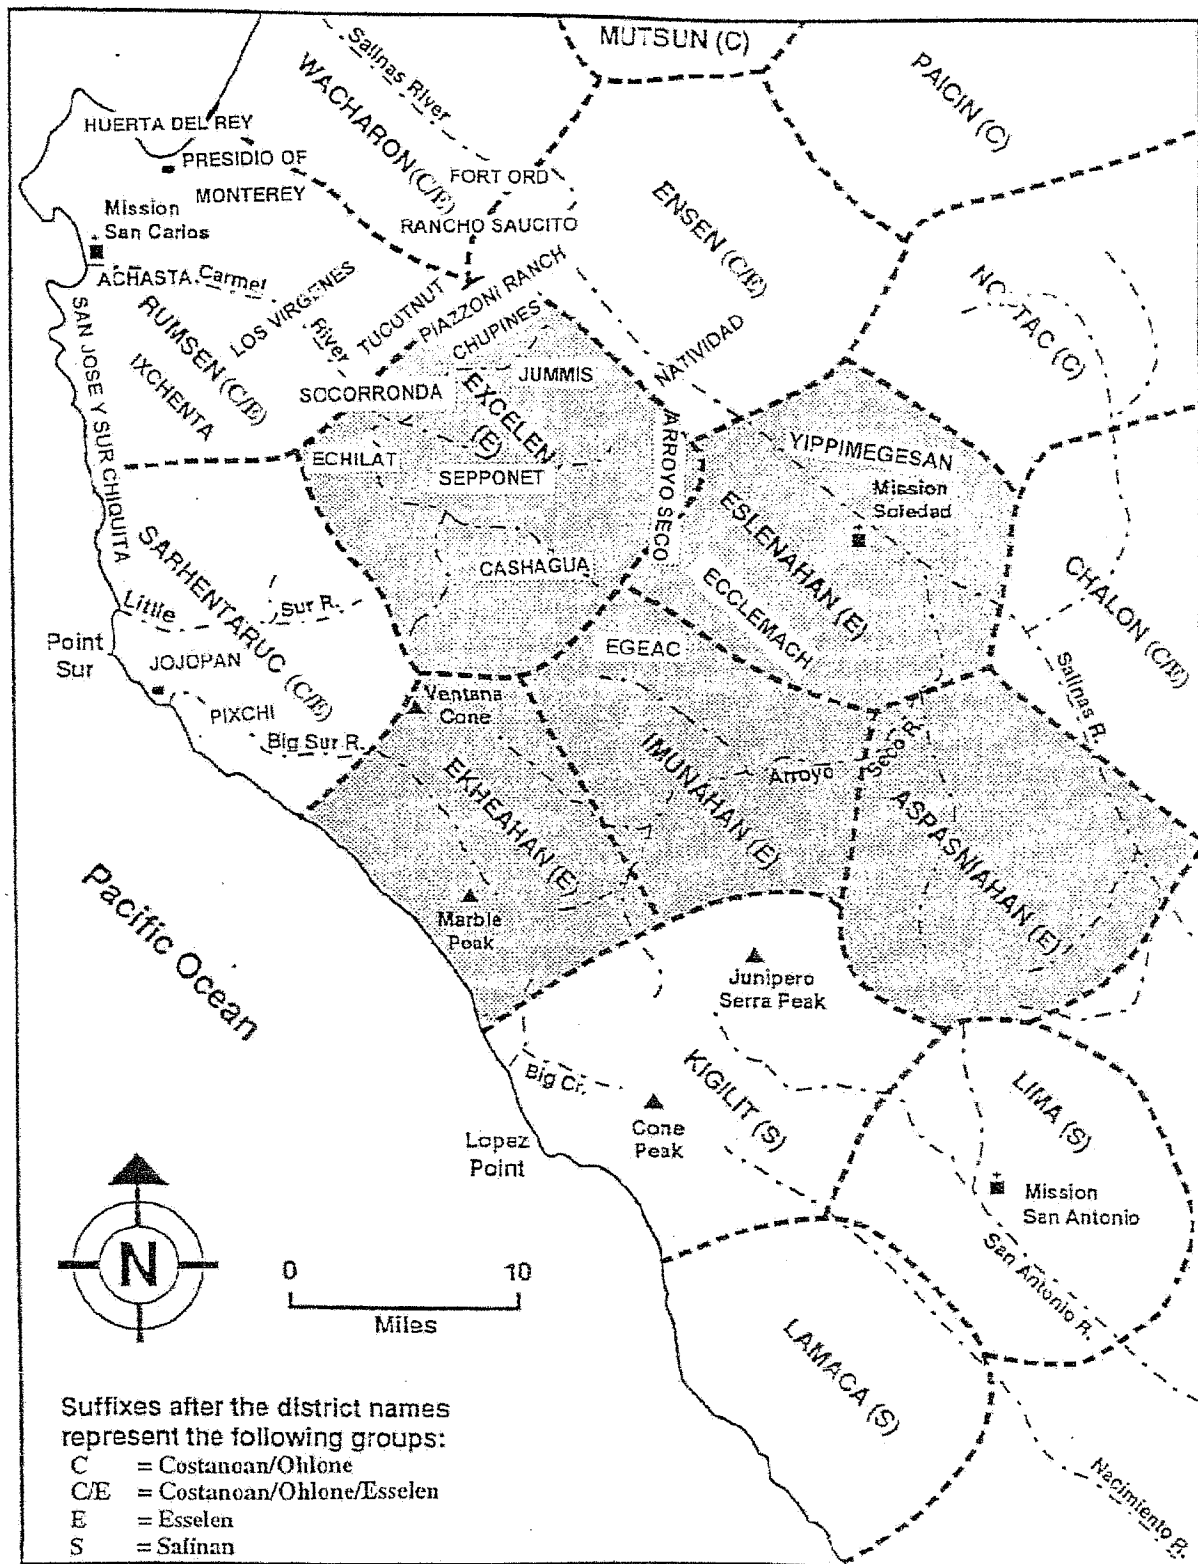 MUTSUN (C)
PAICIN (C)
Salinas River
WACHARON (C/E)
HUERTA DEL REY
PRESIDIO OF
MONTEREY
FORT ORD
ENSEN (C/E)
Mission
San Carlos
RANCHO SAUCITO
ACHASTA
Carmel
River
RUMSEN (C/E)
LOS VIRGENES
TUCUTNUT
PIAZZONI RANCH
CHUPINES
NATIVIDAD
SAN JOSE Y SUR CHIQUITA
IXCHENTA
SOCORRONDA
EXCELEN
(E)
JUMMIS
ARROYO SECO
YIPPIMEGESAN
ECHILAT
SEPPONET
Mission
Soledad
ESLENAHAN (E)
SARHENTARUC (C/E)
CASHAGUA
ECCLEMACH
CHALON (C/E)
Little
Sur R.
Point
Sur
JOJOPAN
EGEAC
Salinas R.
PIXCHI
Big Sur R.
Ventana
Cone
IMUNAHAN (E)
Arroyo
Seco R.
EKHEAHAN (E)
ASPASNIAHAN (E)
Pacific Ocean
Marble
Peak
Junipero
Serra Peak
Big Cr.
KIGILIT (S)
LIMA (S)
Cone
Peak
Lopez
Point
Mission
San Antonio
San Antonio R.
N
0 10
Miles
LAMACA (S)
Nacimiento R.
Suffixes after the district names
represent the following groups:
C = Costanoan/Ohlone
C/E = Costanoan/Ohlone/Esselen
E = Esselen
S = Salinan